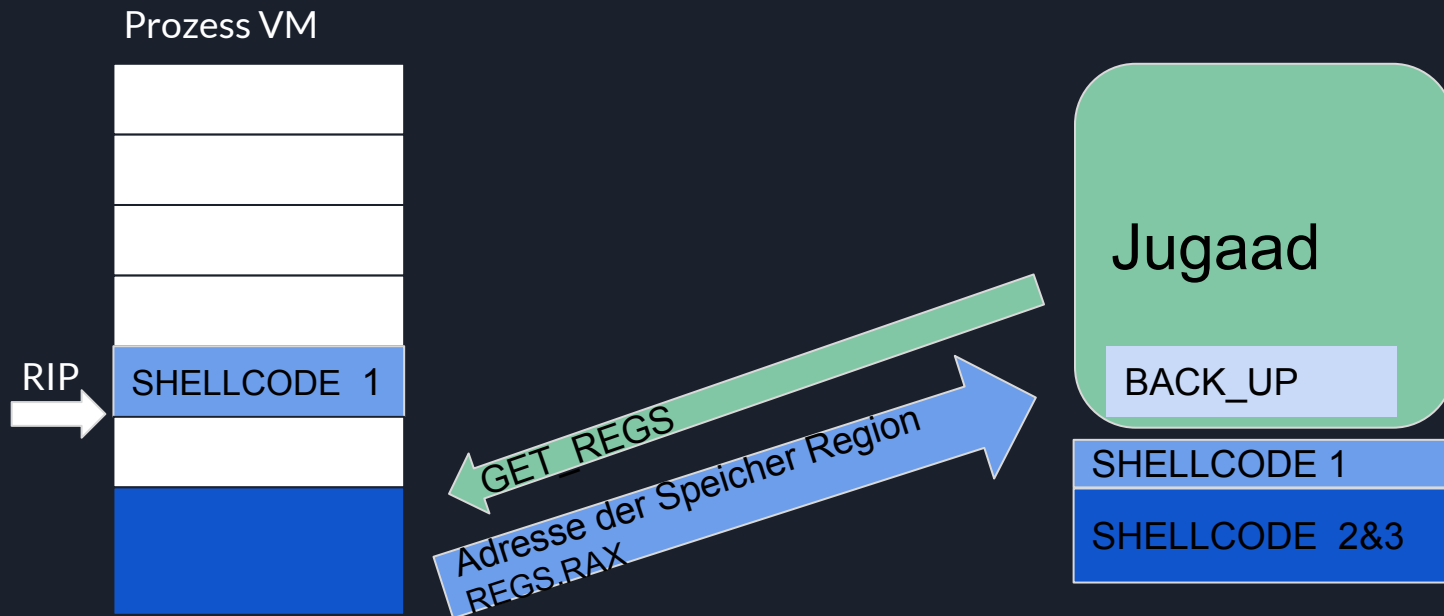 Prozess VM
RIP
SHELLCODE 1
GET_REGS
Adresse der Speicher Region
REGS.RAX
Jugaad
BACK_UP
SHELLCODE 1
SHELLCODE 2&3